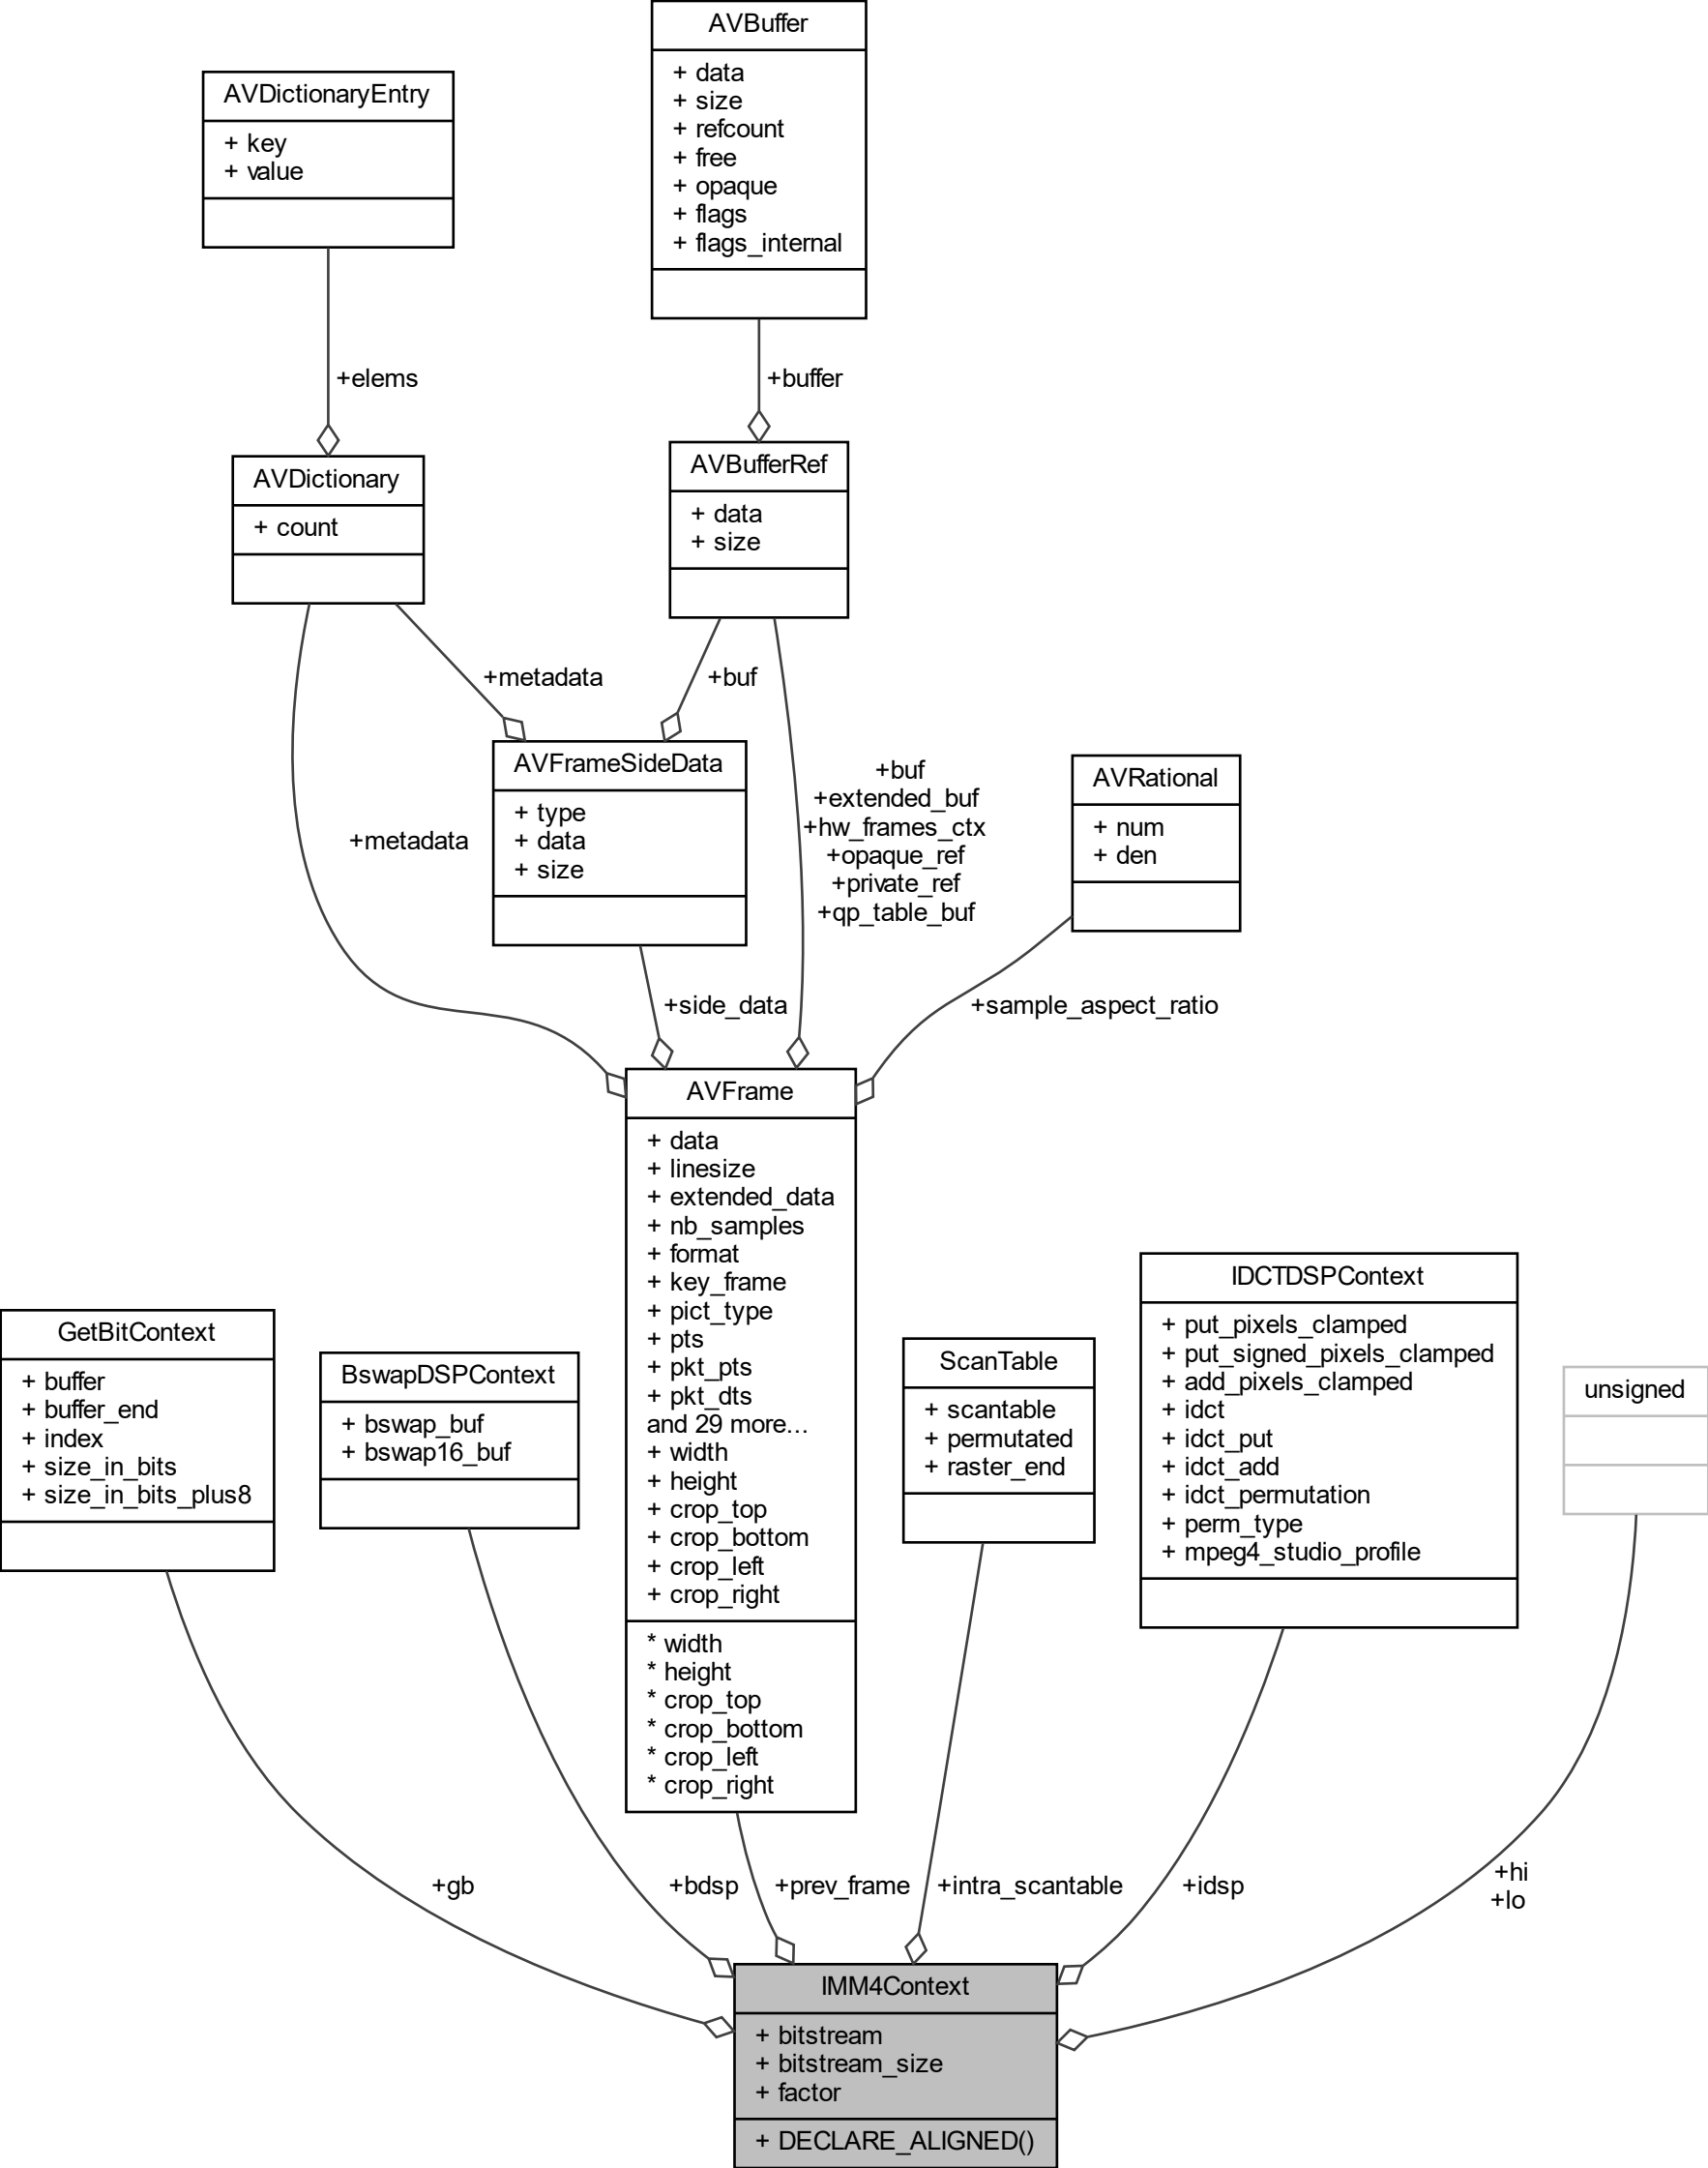 AVBuffer
+ data
+ size
+ refcount
+ free
+ opaque
+ flags
+ flags_internal
AVDictionaryEntry
+ key
+ value
+elems
+buffer
AVDictionary
+ count
AVBufferRef
+ data
+ size
+metadata
+buf
AVFrameSideData
+ type
+ data
+ size
+buf
+extended_buf
+hw_frames_ctx
+opaque_ref
+private_ref
+qp_table_buf
AVRational
+ num
+ den
+metadata
+side_data
+sample_aspect_ratio
AVFrame
+ data
+ linesize
+ extended_data
+ nb_samples
+ format
+ key_frame
+ pict_type
+ pts
+ pkt_pts
+ pkt_dts
and 29 more...
+ width
+ height
+ crop_top
+ crop_bottom
+ crop_left
+ crop_right
* width
* height
* crop_top
* crop_bottom
* crop_left
* crop_right
GetBitContext
+ buffer
+ buffer_end
+ index
+ size_in_bits
+ size_in_bits_plus8
BswapDSPContext
+ bswap_buf
+ bswap16_buf
ScanTable
+ scantable
+ permutated
+ raster_end
IDCTDSPContext
+ put_pixels_clamped
+ put_signed_pixels_clamped
+ add_pixels_clamped
+ idct
+ idct_put
+ idct_add
+ idct_permutation
+ perm_type
+ mpeg4_studio_profile
unsigned
+gb
+bdsp
+prev_frame
+intra_scantable
+idsp
+hi
+lo
IMM4Context
+ bitstream
+ bitstream_size
+ factor
+ DECLARE_ALIGNED()